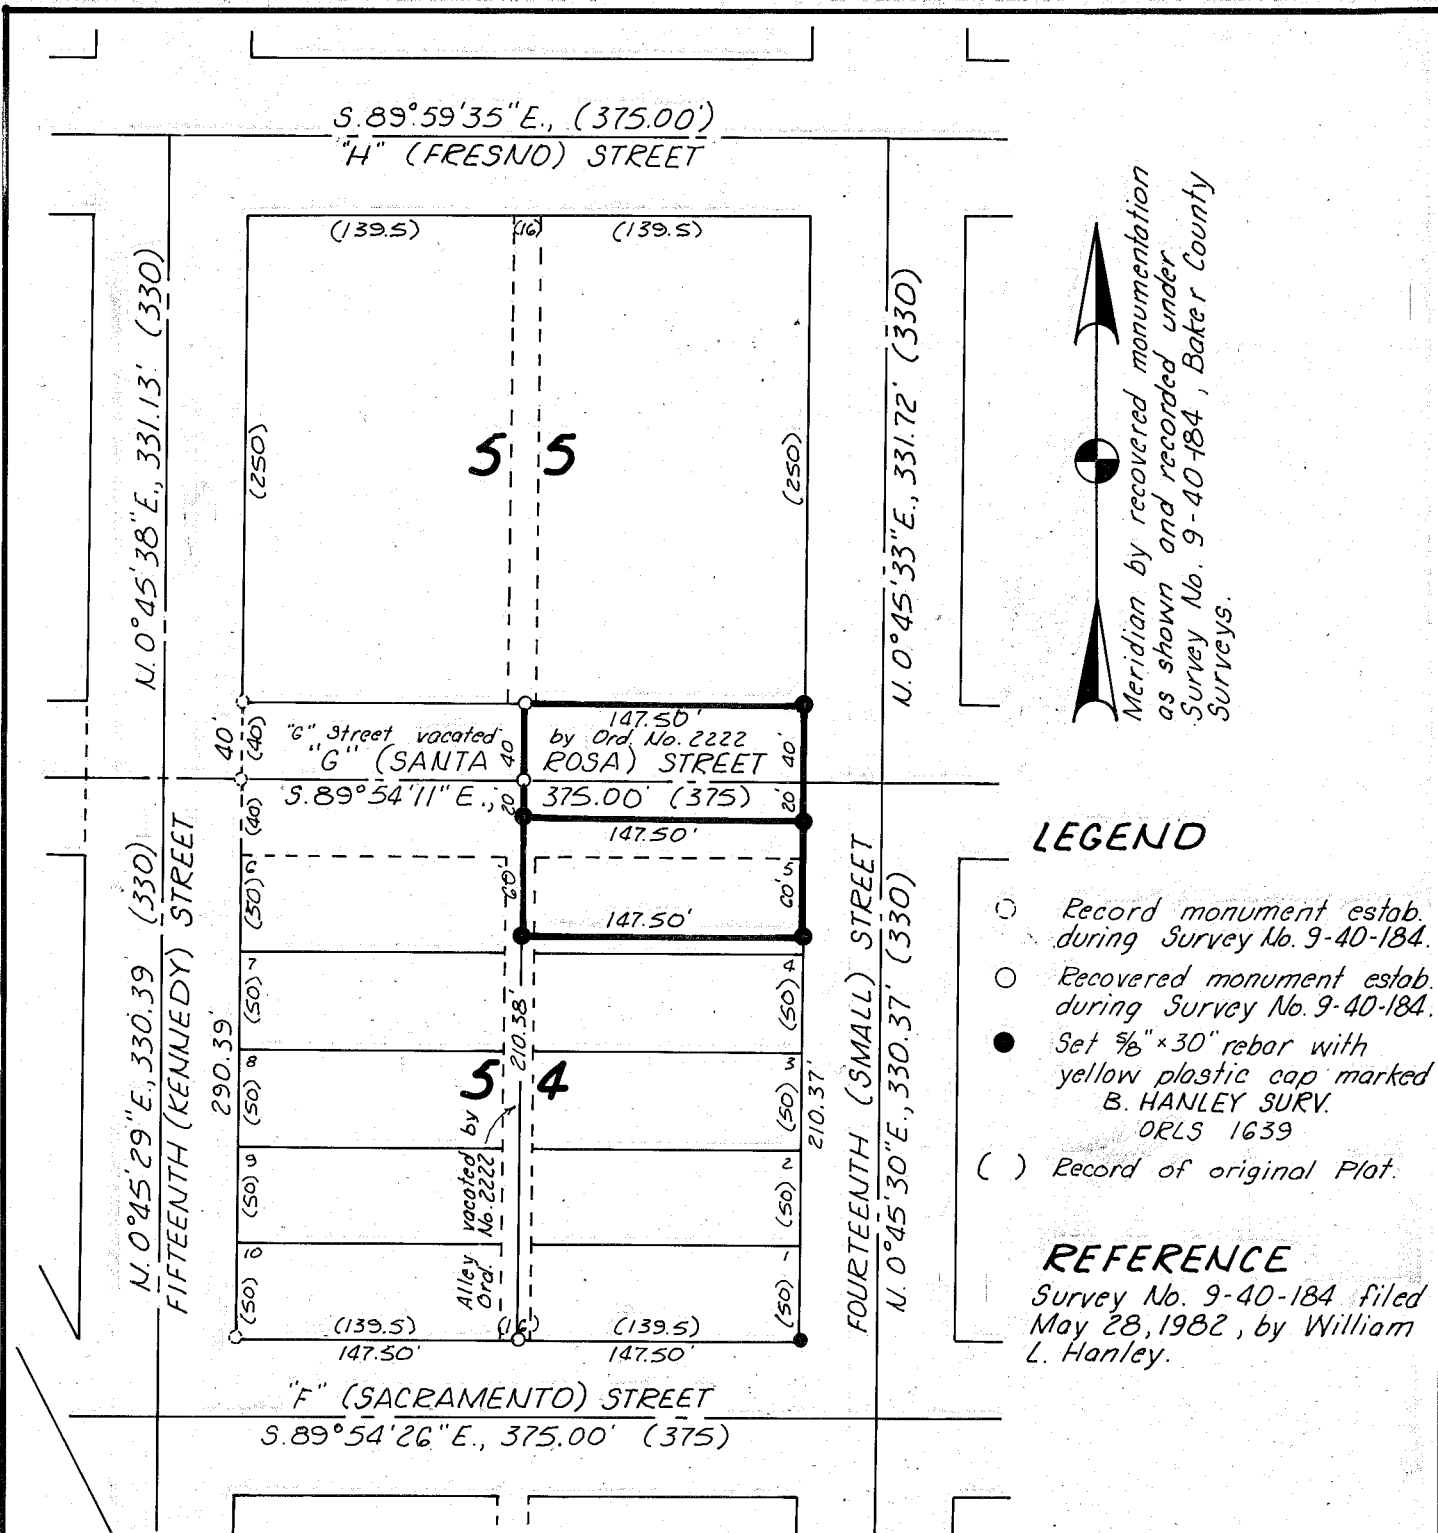 S.89°59'35"E., (375.00')
"H" (FRESNO) STREET
(139.5)
(16)
(139.5)
N.0°45'38"E., 331.13' (330)
(250)
5
5
(250)
N.0°45'33"E., 331.72' (330)
Meridian by recovered monumentation
as shown and recorded under
Survey No. 9-40-184, Baker County
Surveys.
147.50'
40'
(40)
"G" Street vacated
by Ord. No. 2222
40'
40'
"G" (SANTA ROSA) STREET
S.89°54'11"E., 375.00' (375)
(40)
20'
20'
147.50'
6
(50)
60'
5
60'
147.50'
7
(50)
4
(50)
210.38'
8
(50)
3
(50)
5
4
290.39'
210.37'
9
(50)
2
(50)
10
(50)
1
(50)
Alley vacated by
Ord. No. 2222
N.0°45'29"E., 330.39 (330)
FIFTEENTH (KENNEDY) STREET
FOURTEENTH (SMALL) STREET
N.0°45'30"E., 330.37' (330)
(139.5)
(16)
(139.5)
147.50'
147.50'
"F" (SACRAMENTO) STREET
S.89°54'26"E., 375.00' (375)
LEGEND
Record monument estab.
during Survey No. 9-40-184.
Recovered monument estab.
during Survey No. 9-40-184.
Set 5/8" x 30" rebar with
yellow plastic cap marked
B. HANLEY SURV.
ORLS 1639
( ) Record of original Plat.
REFERENCE
Survey No. 9-40-184 filed
May 28, 1982, by William
L. Hanley.